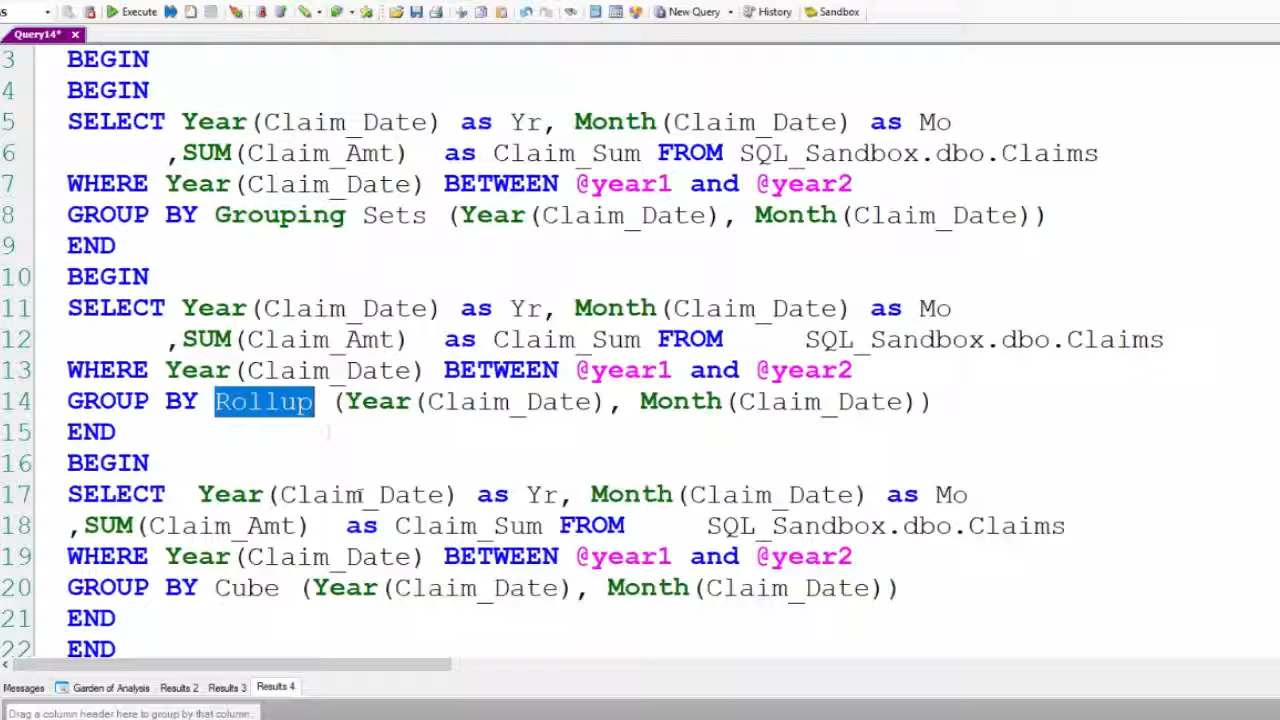 Execute New Query History Sandbox
Query14* ×
3 BEGIN
4 BEGIN
5 SELECT Year(Claim_Date) as Yr, Month(Claim_Date) as Mo
6 ,SUM(Claim_Amt) as Claim_Sum FROM SQL_Sandbox.dbo.Claims
7 WHERE Year(Claim_Date) BETWEEN @year1 and @year2
8 GROUP BY Grouping Sets (Year(Claim_Date), Month(Claim_Date))
9 END
10 BEGIN
11 SELECT Year(Claim_Date) as Yr, Month(Claim_Date) as Mo
12 ,SUM(Claim_Amt) as Claim_Sum FROM SQL_Sandbox.dbo.Claims
13 WHERE Year(Claim_Date) BETWEEN @year1 and @year2
14 GROUP BY Rollup (Year(Claim_Date), Month(Claim_Date))
15 END
16 BEGIN
17 SELECT Year(Claim_Date) as Yr, Month(Claim_Date) as Mo
18 ,SUM(Claim_Amt) as Claim_Sum FROM SQL_Sandbox.dbo.Claims
19 WHERE Year(Claim_Date) BETWEEN @year1 and @year2
20 GROUP BY Cube (Year(Claim_Date), Month(Claim_Date))
21 END
22 END
Messages Garden of Analysis Results 2 Results 3 Results 4
Drag a column header here to group by that column.